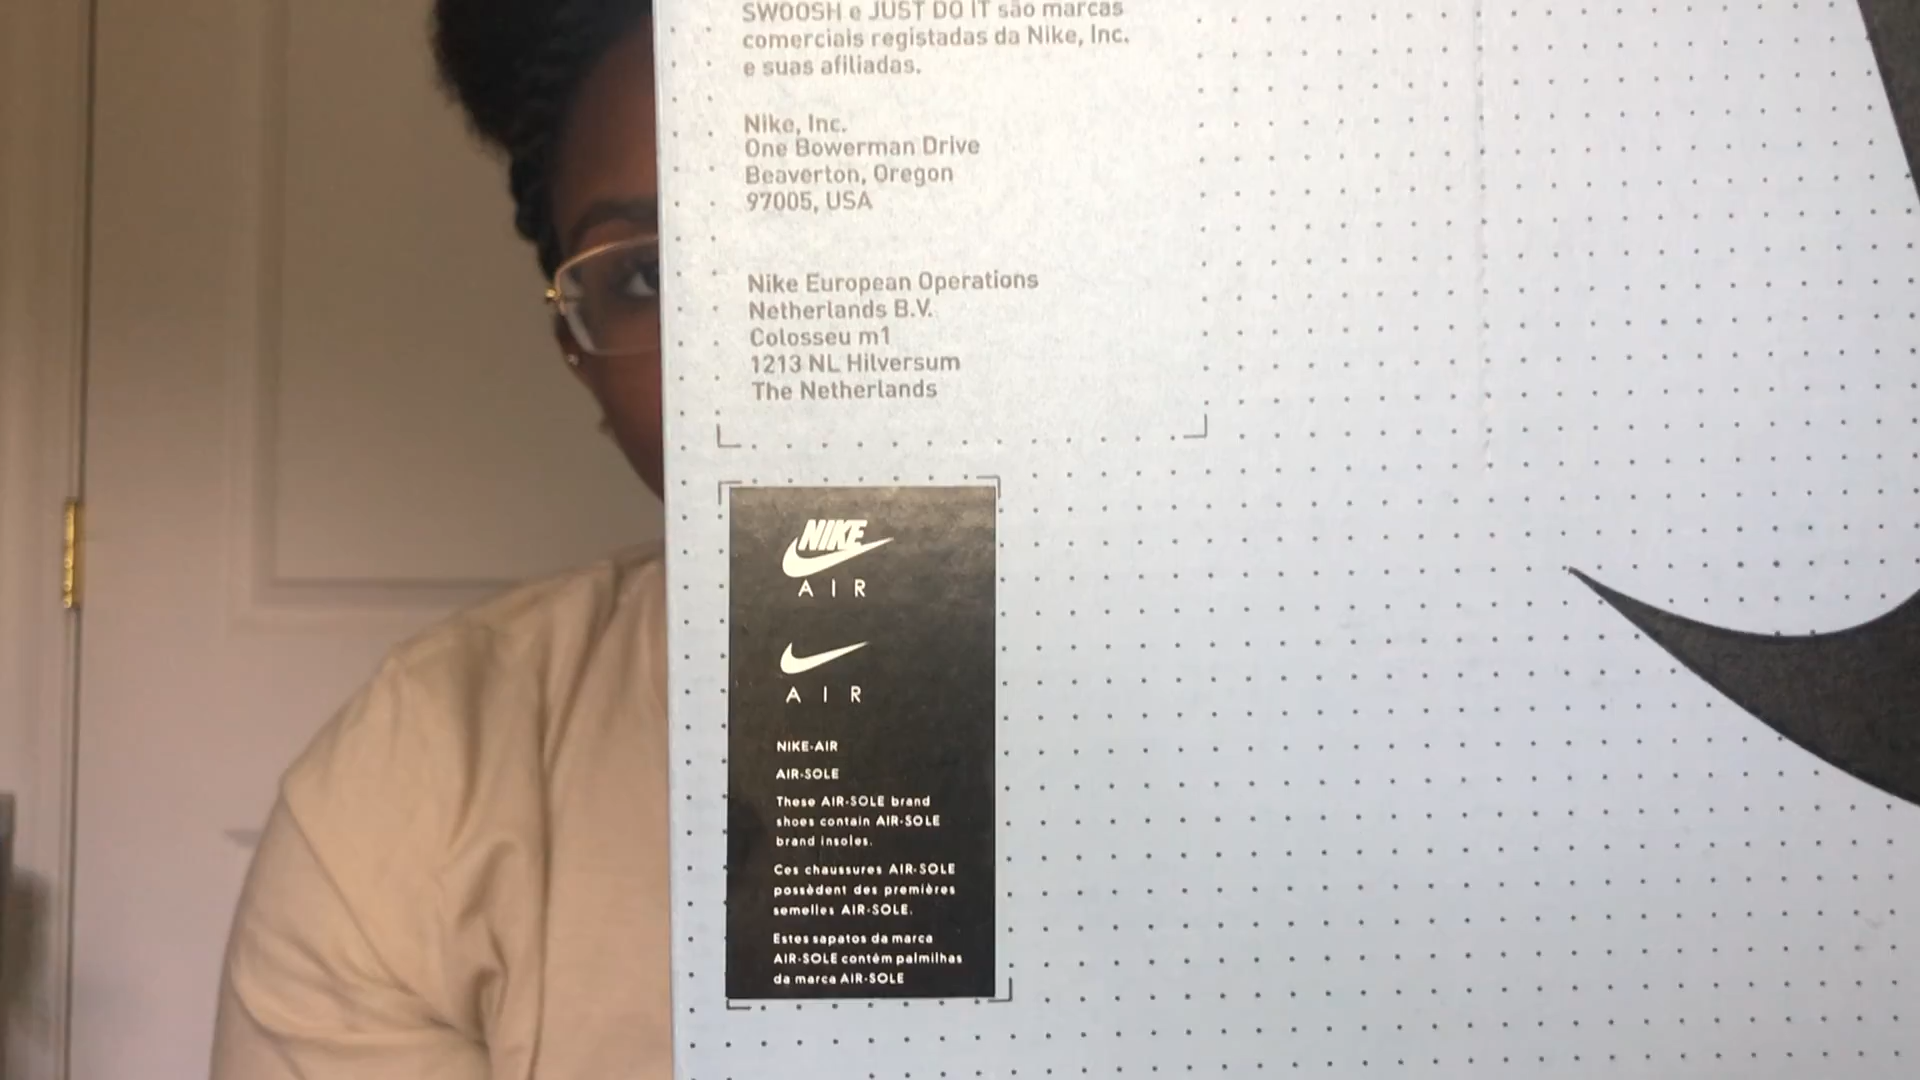 SWOOSH e JUST DO IT são marcas
comerciais registadas da Nike, Inc.
e suas afiliadas.
Nike, Inc.
One Bowerman Drive
Beaverton, Oregon
97005, USA
Nike European Operations
Netherlands B.V.
Colosseu m1
1213 NL Hilversum
The Netherlands
NIKE
AIR
AIR
NIKE-AIR
AIR-SOLE
These AIR-SOLE brand
shoes contain AIR-SOLE
brand insoles.
Ces chaussures AIR-SOLE
possèdent des premières
semelles AIR-SOLE.
Estes sapatos da marca
AIR-SOLE contém palmilhas
da marca AIR-SOLE